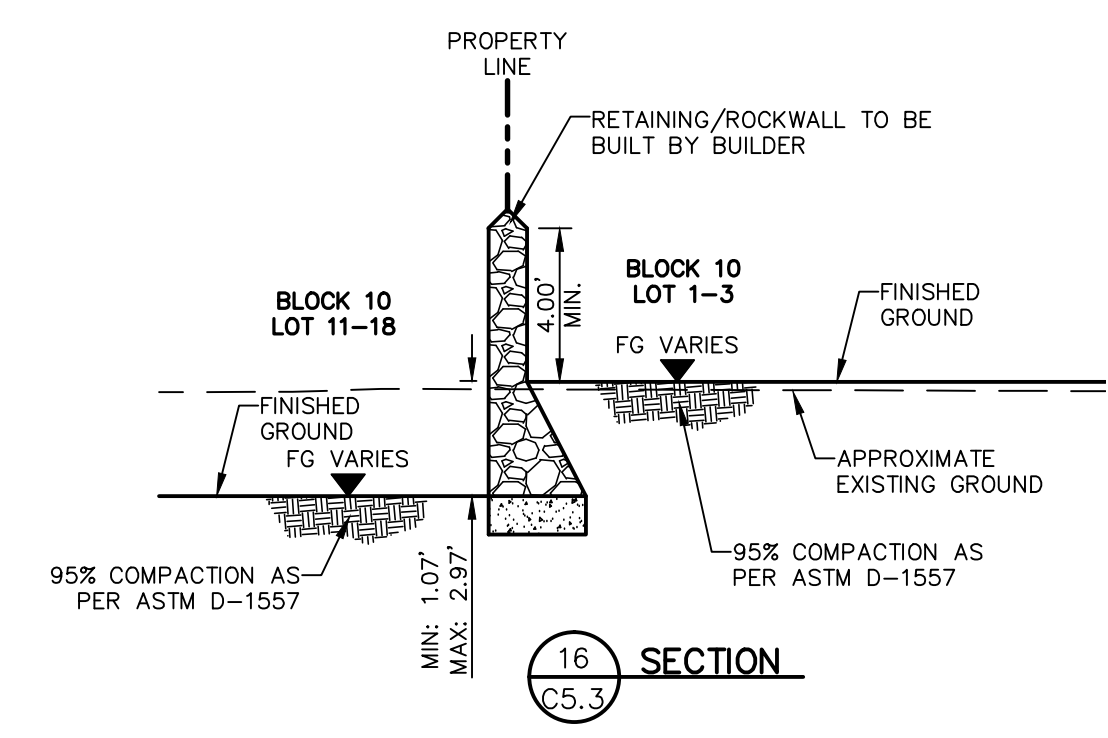 PROPERTY
LINE
RETAINING/ROCKWALL TO BE
BUILT BY BUILDER
4.00'
MIN.
BLOCK 10
LOT 1-3
BLOCK 10
LOT 11-18
FINISHED
GROUND
FG VARIES
FINISHED
GROUND
FG VARIES
APPROXIMATE
EXISTING GROUND
95% COMPACTION AS
PER ASTM D-1557
95% COMPACTION AS
PER ASTM D-1557
MIN: 1.07'
MAX: 2.97'
16
SECTION
C5.3